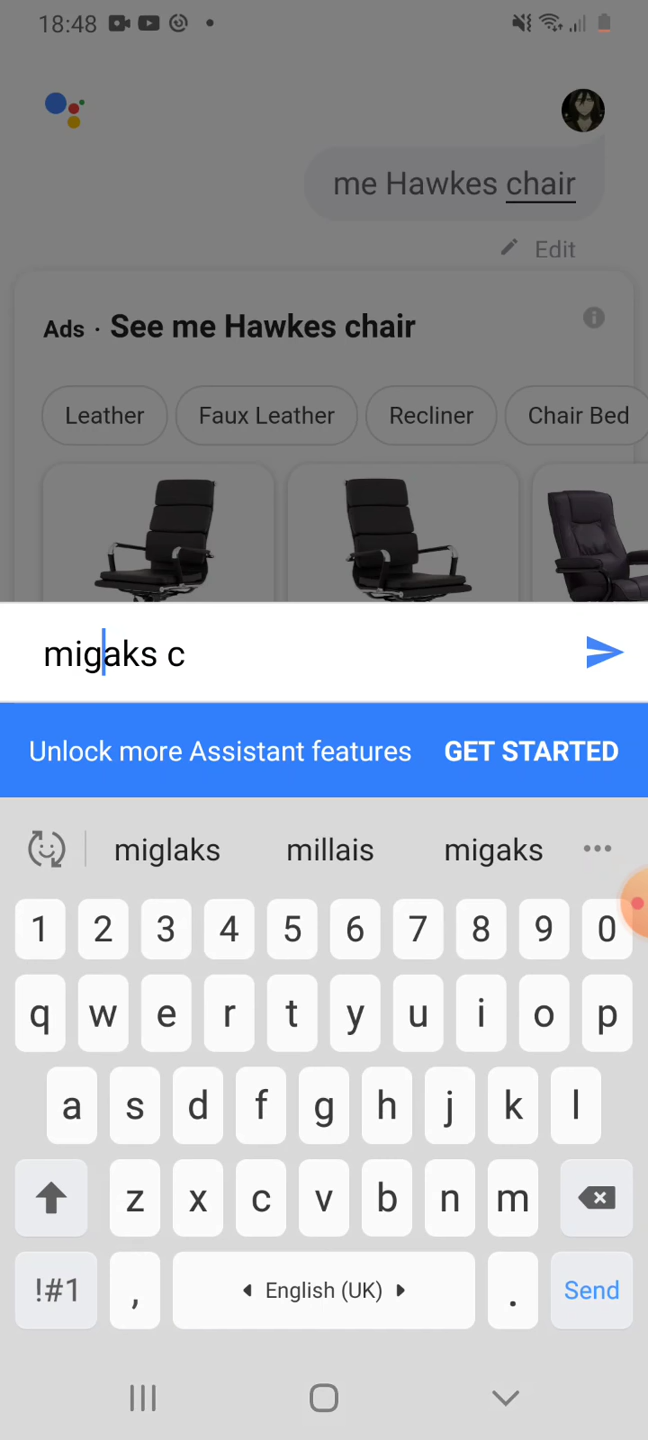 18:48
me Hawkes chair
Edit
Ads · See me Hawkes chair
Leather Faux Leather Recliner Chair Bed
migaks c
Unlock more Assistant features GET STARTED
miglaks millais migaks
1 2 3 4 5 6 7 8 9 0
q w e r t y u i o p
a s d f g h j k l
z x c v b n m
!#1 , English (UK) . Send